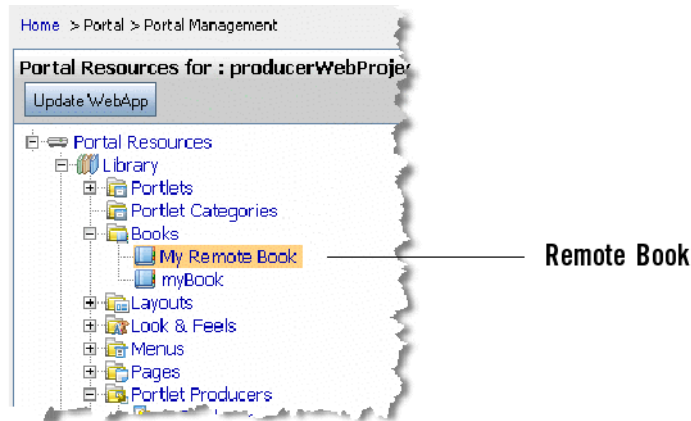 Home > Portal > Portal Management
Portal Resources for : producerWebProje
Update WebApp
Portal Resources
Library
Portlets
Portlet Categories
Books
My Remote Book
Remote Book
myBook
Layouts
Look & Feels
Menus
Pages
Portlet Producers